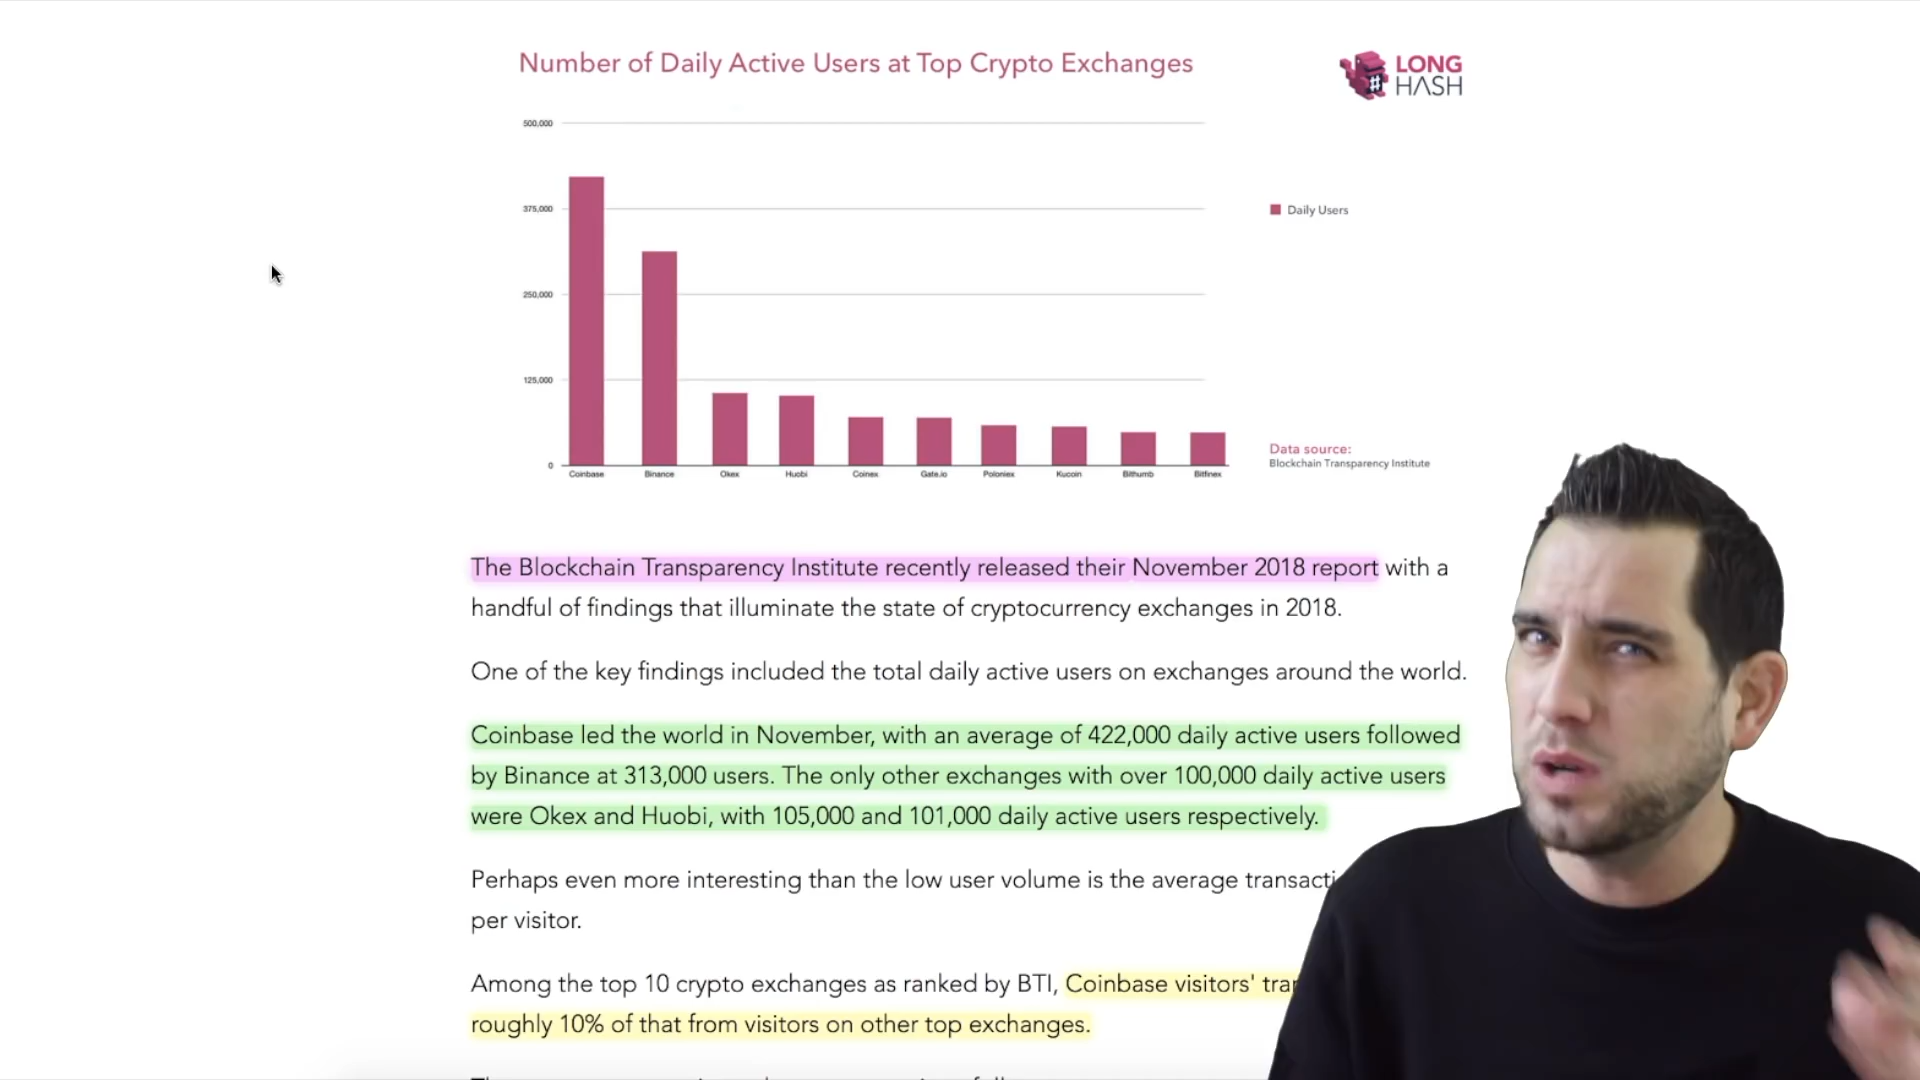 Number of Daily Active Users at Top Crypto Exchanges
LONG
HASH
500,000
375,000
Daily Users
250,000
125,000
0
Coinbase Binance Okex Huobi Coinex Gate.io Poloniex Kucoin Bithumb Bitfinex
Data source:
Blockchain Transparency Institute
The Blockchain Transparency Institute recently released their November 2018 report with a
handful of findings that illuminate the state of cryptocurrency exchanges in 2018.
One of the key findings included the total daily active users on exchanges around the world.
Coinbase led the world in November, with an average of 422,000 daily active users followed
by Binance at 313,000 users. The only other exchanges with over 100,000 daily active users
were Okex and Huobi, with 105,000 and 101,000 daily active users respectively.
Perhaps even more interesting than the low user volume is the average
per visitor.
Among the top 10 crypto exchanges as ranked by BTI, Coinbase visitors'
roughly 10% of that from visitors on other top exchanges.